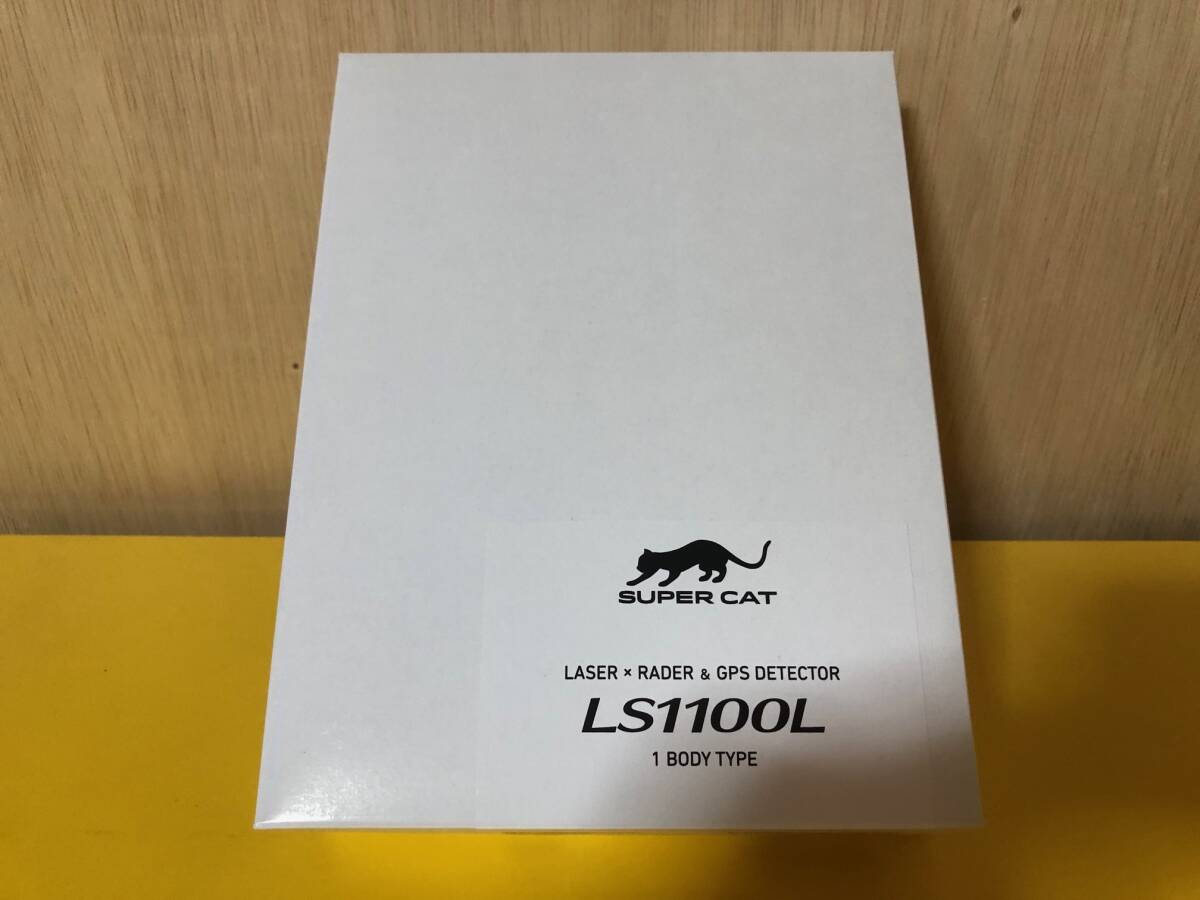 SUPER CAT
LASER × RADER & GPS DETECTOR
LS1100L
1 BODY TYPE